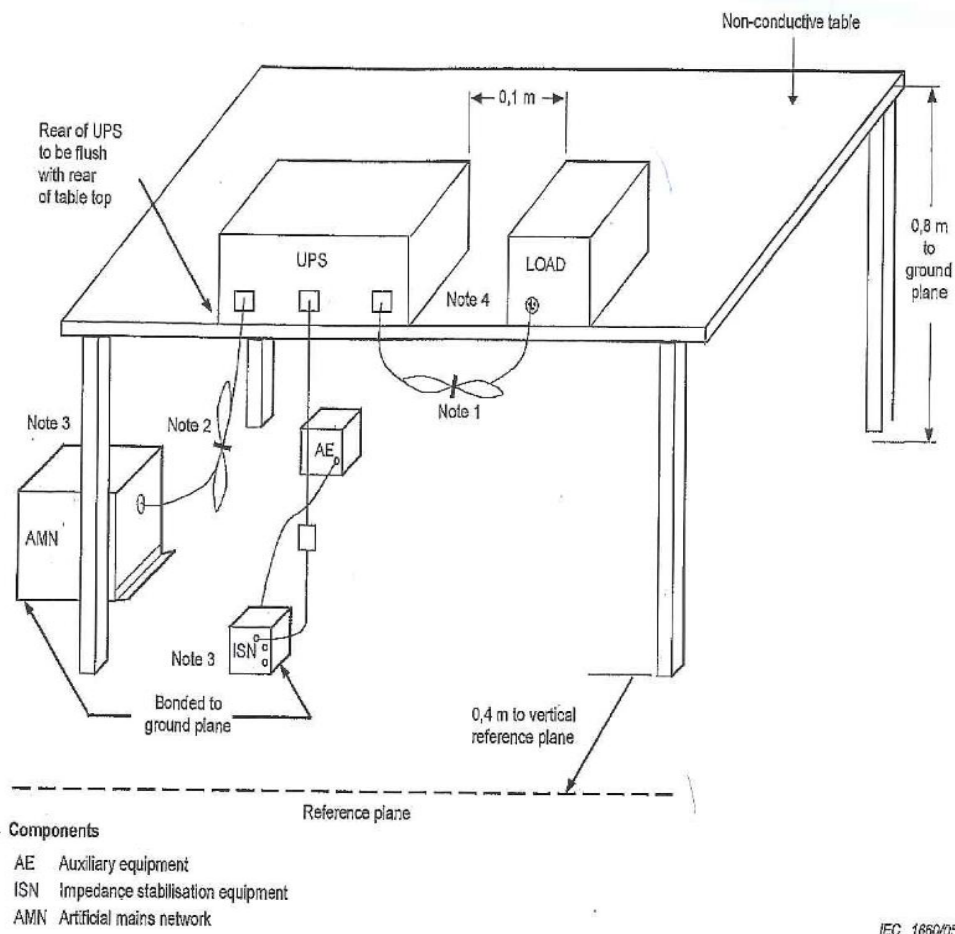 Non-conductive table
0,1 m
Rear of UPS
to be flush
with rear
of table top
0,8 m
to
ground
plane
UPS
LOAD
Note 4
Note 1
Note 3
Note 2
AE
AMN
ISN
Note 3
Bonded to
ground plane
0,4 m to vertical
reference plane
Reference plane
Components
AE Auxiliary equipment
ISN Impedance stabilisation equipment
AMN Artificial mains network
IEC 1660/05